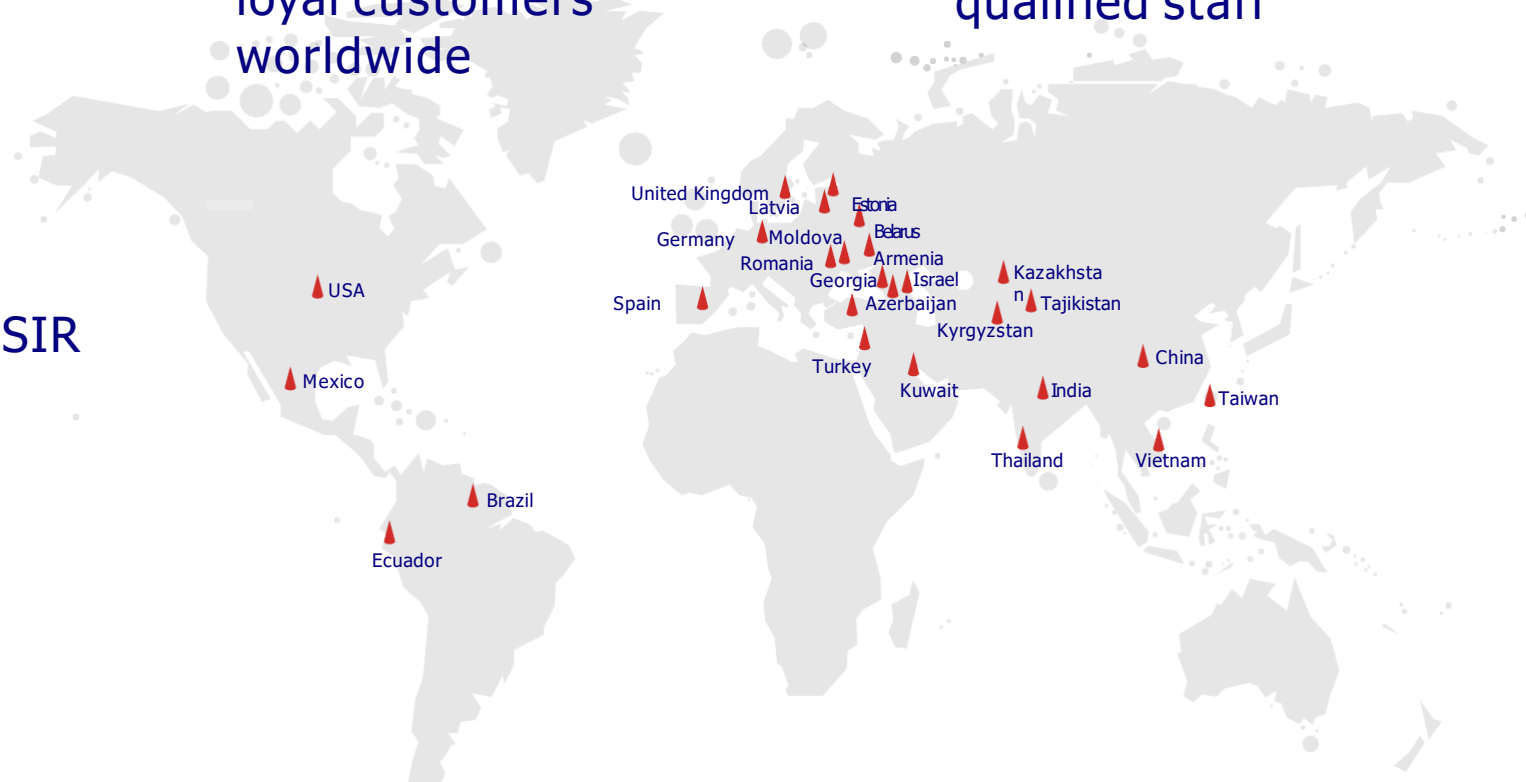 loyal customers
worldwide
qualified staff
United Kingdom
Latvia
Estonia
Germany
Moldova
Belarus
Romania
Armenia
Georgia
Israel
Kazakhsta
n
USA
Spain
Azerbaijan
Tajikistan
SIR
Kyrgyzstan
Turkey
China
Mexico
Kuwait
India
Taiwan
Thailand
Vietnam
Brazil
Ecuador